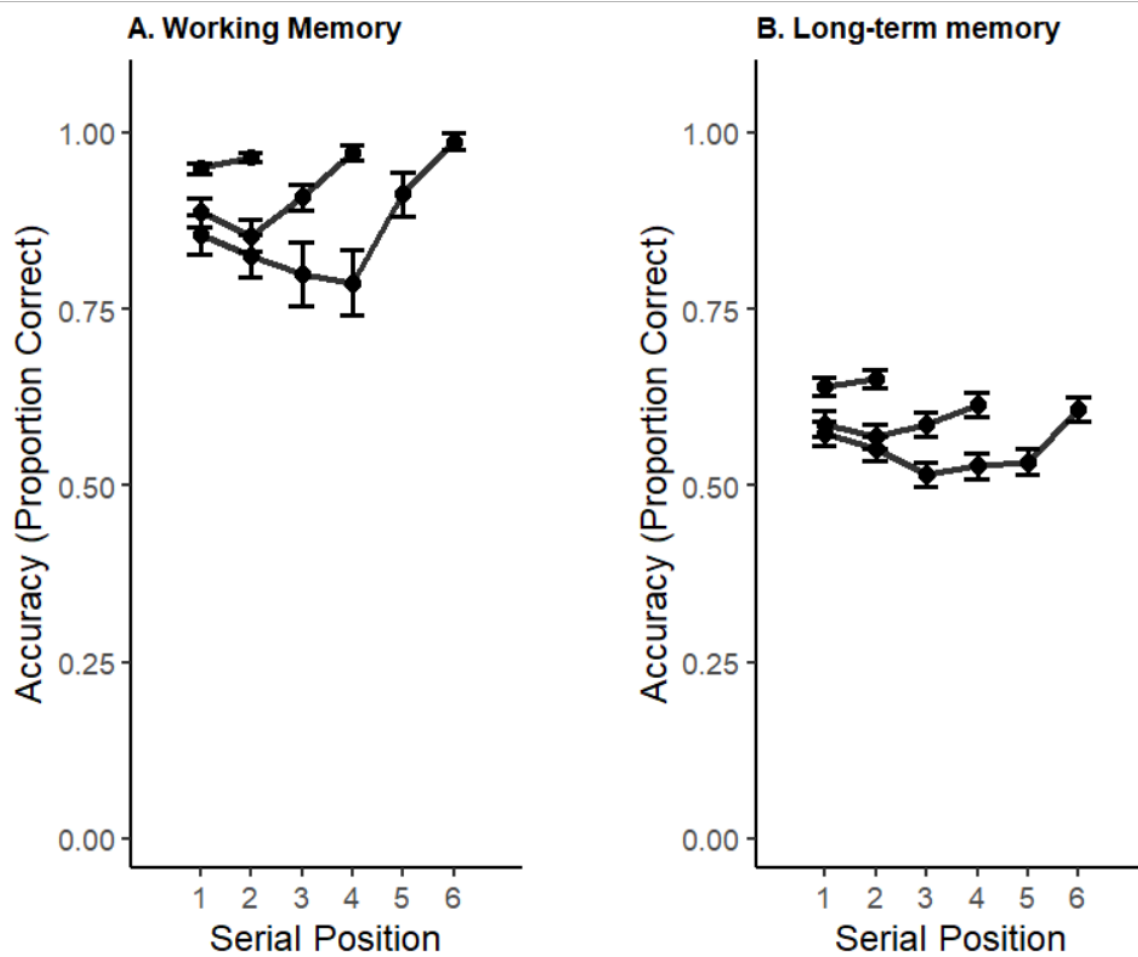 A. Working Memory
Accuracy (Proportion Correct)
1.00
0.75
0.50
0.25
0.00
1 2 3 4 5 6
Serial Position
B. Long-term memory
Accuracy (Proportion Correct)
1.00
0.75
0.50
0.25
0.00
1 2 3 4 5 6
Serial Position